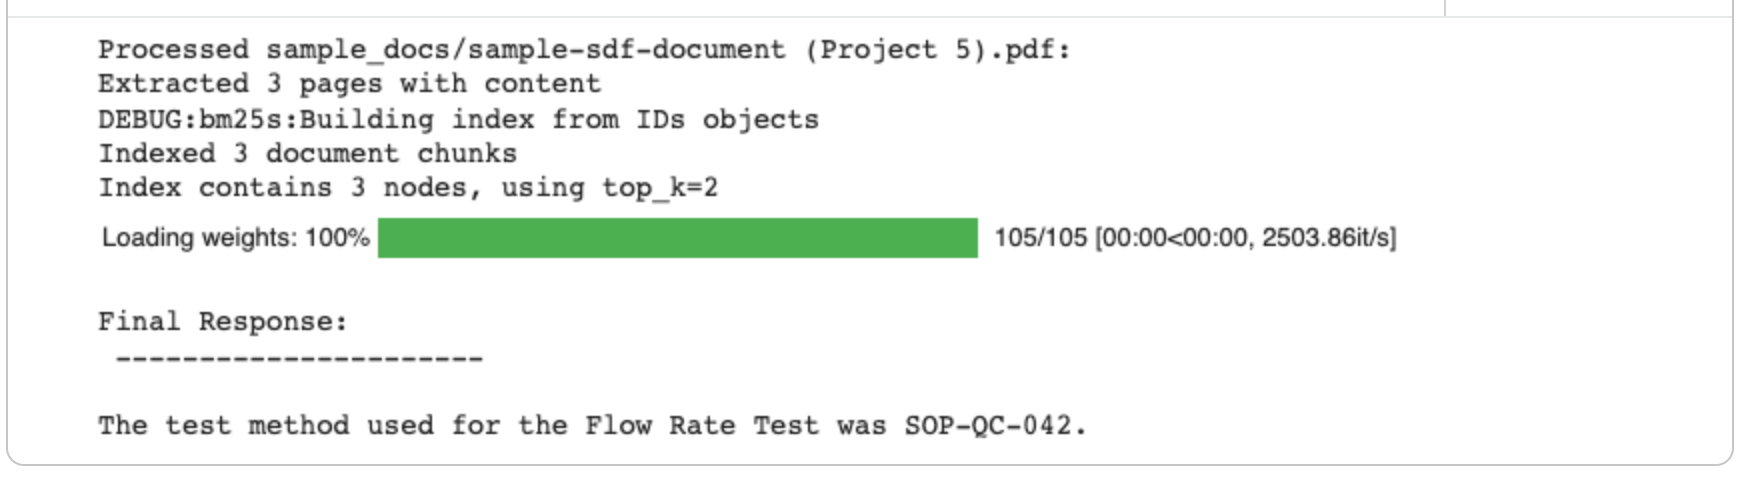 Processed sample_docs/sample-sdf-document (Project 5).pdf:
Extracted 3 pages with content
DEBUG:bm25s:Building index from IDs objects
Indexed 3 document chunks
Index contains 3 nodes, using top_k=2
Loading weights: 100% 105/105 [00:00<00:00, 2503.86it/s]
Final Response:
----------------------
The test method used for the Flow Rate Test was SOP-QC-042.